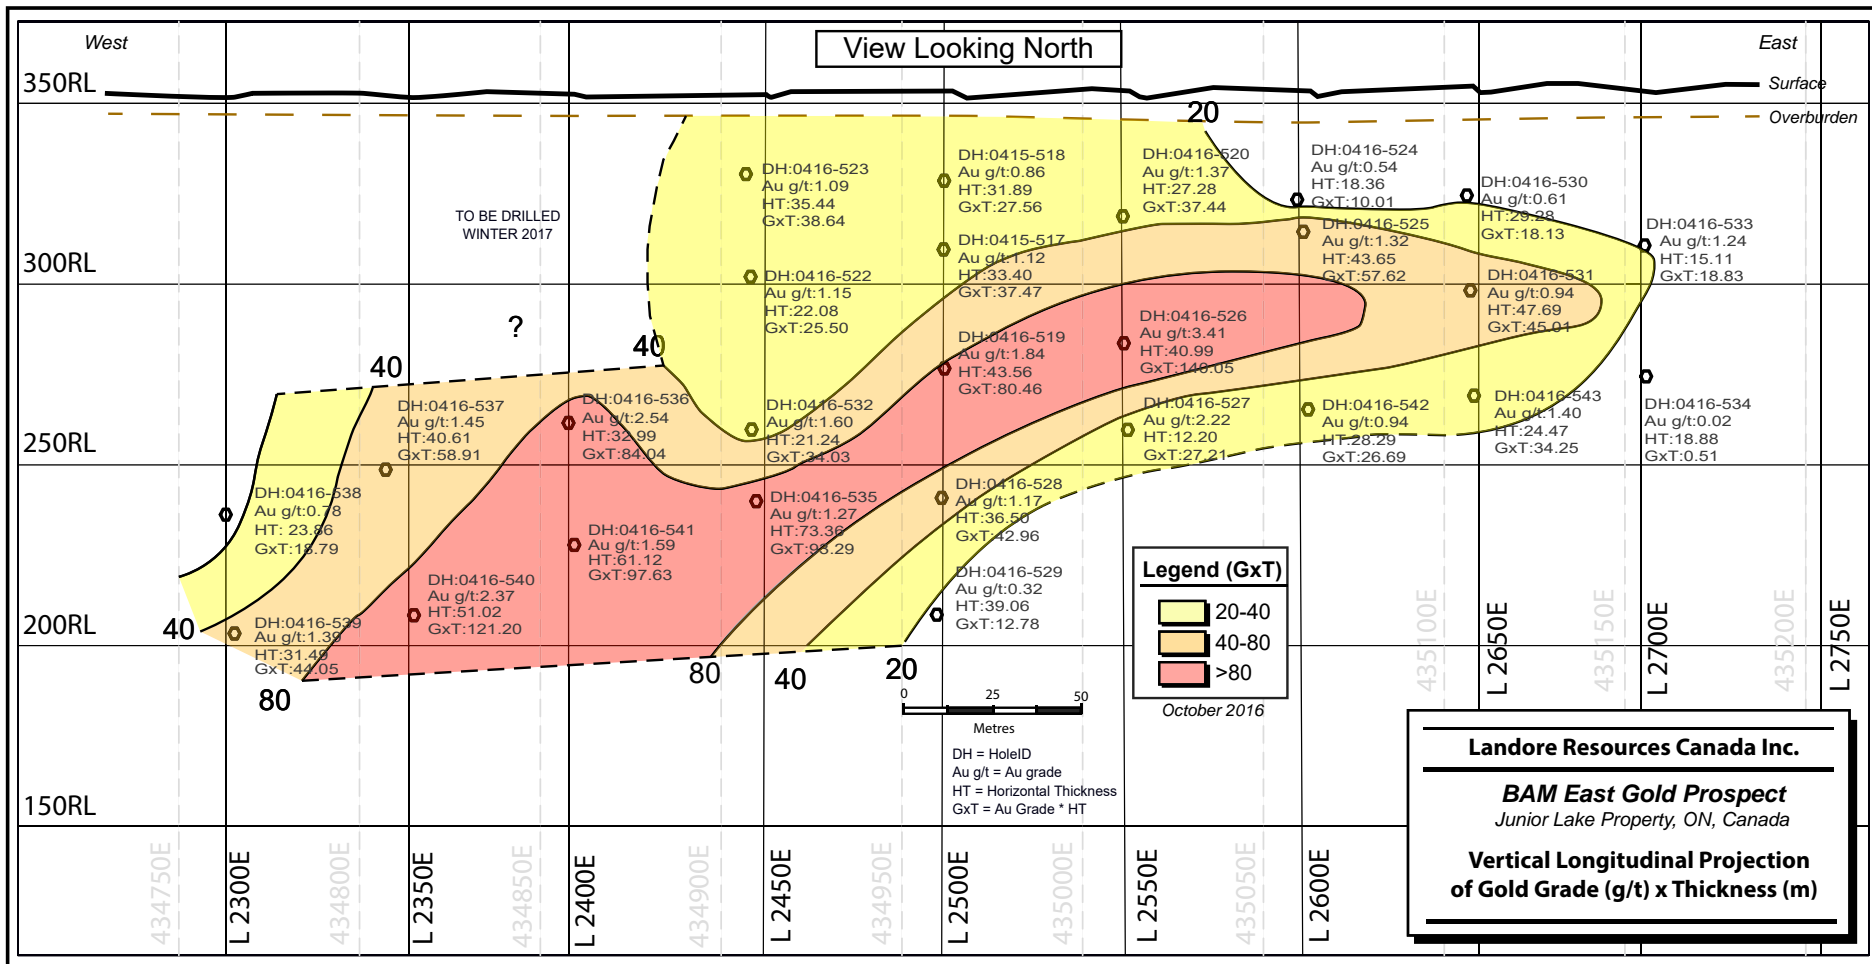 West
View Looking North
East
350RL
Surface
Overburden
20
DH:0416-523
Au g/t:1.09
HT:35.44
GxT:38.64
DH:0415-518
Au g/t:0.86
HT:31.89
GxT:27.56
DH:0416-520
Au g/t:1.37
HT:27.28
GxT:37.44
DH:0416-524
Au g/t:0.54
HT:18.36
GxT:10.01
DH:0416-530
Au g/t:0.61
HT:29.28
GxT:18.13
TO BE DRILLED
WINTER 2017
DH:0415-517
Au g/t:1.12
HT:33.40
GxT:37.47
DH:0416-525
Au g/t:1.32
HT:43.65
GxT:57.62
DH:0416-533
Au g/t:1.24
HT:15.11
GxT:18.83
300RL
DH:0416-522
Au g/t:1.15
HT:22.08
GxT:25.50
DH:0416-531
Au g/t:0.94
HT:47.69
GxT:45.01
?
40
40
DH:0416-519
Au g/t:1.84
HT:43.56
GxT:80.46
DH:0416-526
Au g/t:3.41
HT:40.99
GxT:140.05
DH:0416-537
Au g/t:1.45
HT:40.61
GxT:58.91
DH:0416-536
Au g/t:2.54
HT:32.99
GxT:84.04
DH:0416-532
Au g/t:1.60
HT:21.24
GxT:34.03
DH:0416-527
Au g/t:2.22
HT:12.20
GxT:27.21
DH:0416-542
Au g/t:0.94
HT:28.29
GxT:26.69
DH:0416-543
Au g/t:1.40
HT:24.47
GxT:34.25
DH:0416-534
Au g/t:0.02
HT:18.88
GxT:0.51
250RL
DH:0416-538
Au g/t:0.78
HT: 23.86
GxT:18.79
DH:0416-541
Au g/t:1.59
HT:61.12
GxT:97.63
DH:0416-535
Au g/t:1.27
HT:73.36
GxT:93.29
DH:0416-528
Au g/t:1.17
HT:36.50
GxT:42.96
DH:0416-540
Au g/t:2.37
HT:51.02
GxT:121.20
DH:0416-529
Au g/t:0.32
HT:39.06
GxT:12.78
200RL
40
DH:0416-539
Au g/t:1.39
HT:31.49
GxT:44.05
80
80
40
20
Legend (GxT)
20-40
40-80
>80
October 2016
0 25 50
Metres
DH = HoleID
Au g/t = Au grade
HT = Horizontal Thickness
GxT = Au Grade * HT
150RL
434750E
L 2300E
434800E
L 2350E
434850E
L 2400E
434900E
L 2450E
434950E
L 2500E
435000E
L 2550E
435050E
L 2600E
435100E
L 2650E
435150E
L 2700E
435200E
L 2750E
Landore Resources Canada Inc.
BAM East Gold Prospect
Junior Lake Property, ON, Canada
Vertical Longitudinal Projection
of Gold Grade (g/t) x Thickness (m)